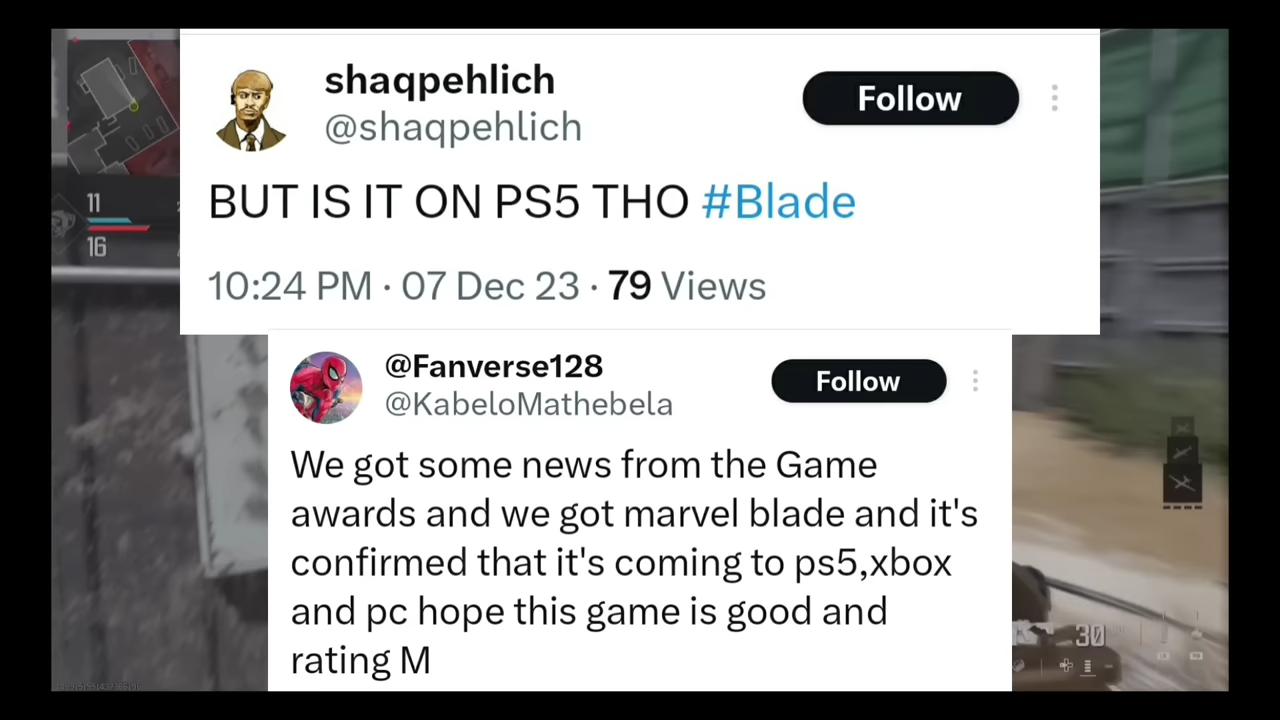 shaqpehlich
Follow
@shaqpehlich
BUT IS IT ON PS5 THO #Blade
10:24 PM · 07 Dec 23 · 79 Views
11
16
@Fanverse128
Follow
@KabeloMathebela
We got some news from the Game
awards and we got marvel blade and it's
confirmed that it's coming to ps5,xbox
and pc hope this game is good and
rating M
30